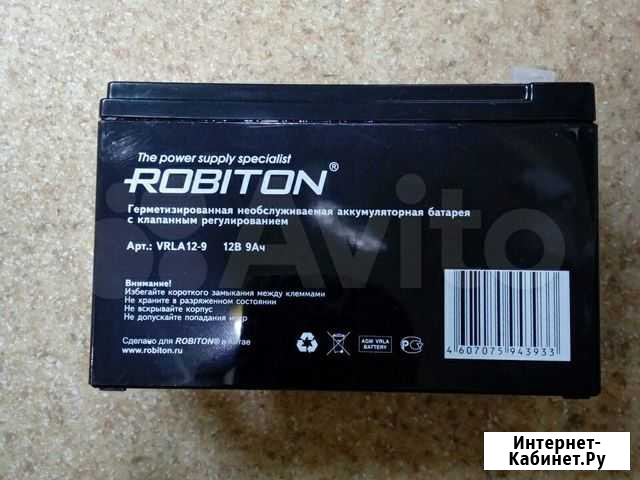 The power supply specialist
ROBITON®
Герметизированная необслуживаемая аккумуляторная батарея
с клапанным регулированием
Арт.: VRLA12-9 12В 9Ач
Внимание!
Избегайте короткого замыкания между клеммами
Не храните в разряженном состоянии
Не вскрывайте корпус
Не допускайте попадания искр
Сделано для ROBITON® в Китае
www.robiton.ru
AGM VRLA
BATTERY
4 607075 943933
Avito
Интернет-
Кабинет.Ру